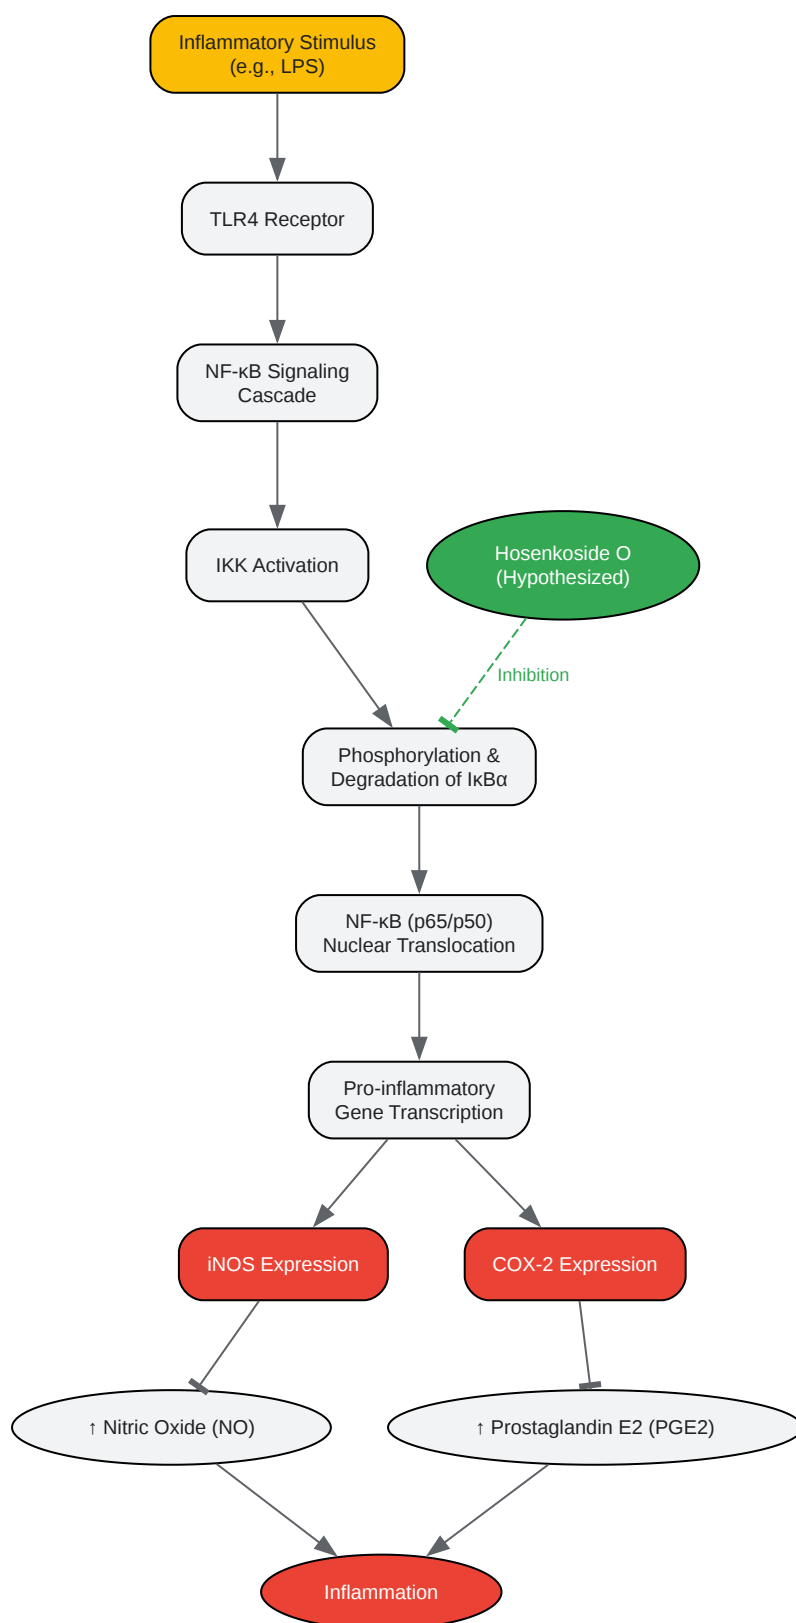 Inflammatory Stimulus
(e.g., LPS)
TLR4 Receptor
NF-κB Signaling
Cascade
IKK Activation
Hosenkoside O
(Hypothesized)
Inhibition
Phosphorylation &
Degradation of IκBα
NF-κB (p65/p50)
Nuclear Translocation
Pro-inflammatory
Gene Transcription
iNOS Expression
COX-2 Expression
↑ Nitric Oxide (NO)
↑ Prostaglandin E2 (PGE2)
Inflammation